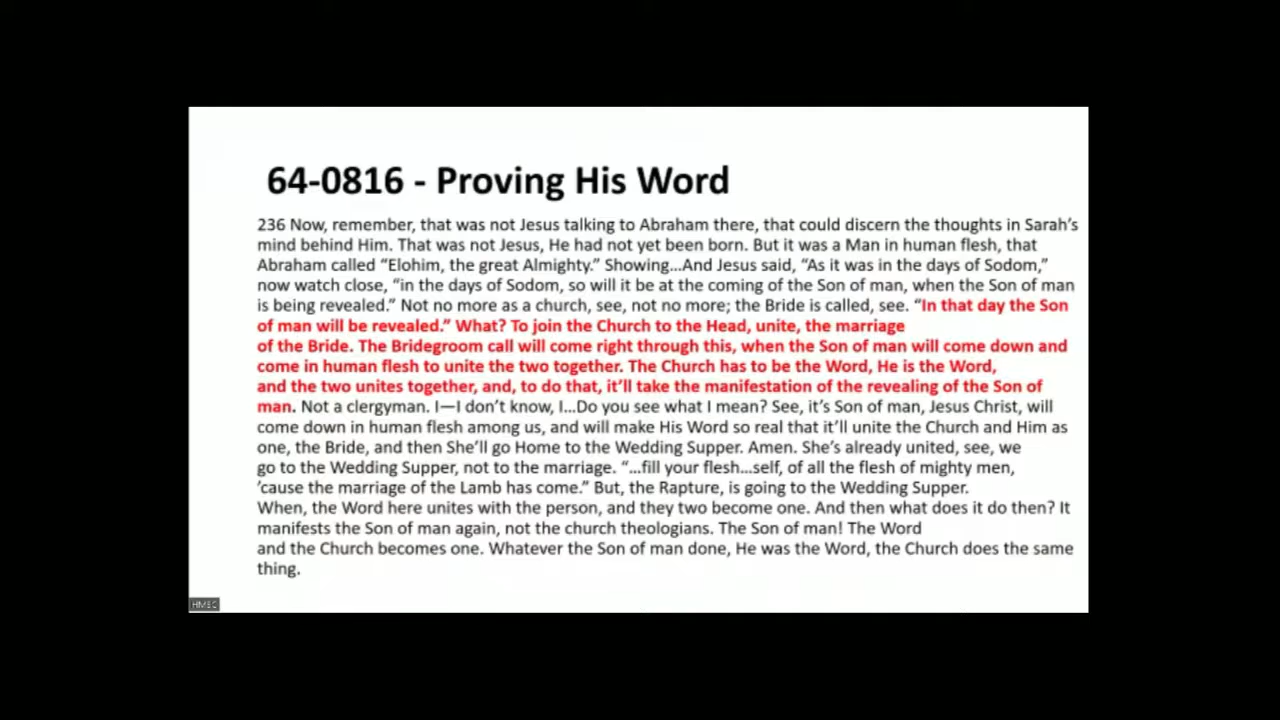 64-0816 - Proving His Word
236 Now, remember, that was not Jesus talking to Abraham there, that could discern the thoughts in Sarah’s
mind behind Him. That was not Jesus, He had not yet been born. But it was a Man in human flesh, that
Abraham called “Elohim, the great Almighty.” Showing...And Jesus said, “As it was in the days of Sodom,”
now watch close, “in the days of Sodom, so will it be at the coming of the Son of man, when the Son of man
is being revealed.” Not no more as a church, see, not no more; the Bride is called, see. “In that day the Son
of man will be revealed.” What? To join the Church to the Head, unite, the marriage
of the Bride. The Bridegroom call will come right through this, when the Son of man will come down and
come in human flesh to unite the two together. The Church has to be the Word, He is the Word,
and the two unites together, and, to do that, it’ll take the manifestation of the revealing of the Son of
man. Not a clergyman. I—I don’t know, I...Do you see what I mean? See, it’s Son of man, Jesus Christ, will
come down in human flesh among us, and will make His Word so real that it’ll unite the Church and Him as
one, the Bride, and then She’ll go Home to the Wedding Supper. Amen. She’s already united, see, we
go to the Wedding Supper, not to the marriage. “...fill your flesh...self, of all the flesh of mighty men,
’cause the marriage of the Lamb has come.” But, the Rapture, is going to the Wedding Supper.
When, the Word here unites with the person, and they two become one. And then what does it do then? It
manifests the Son of man again, not the church theologians. The Son of man! The Word
and the Church becomes one. Whatever the Son of man done, He was the Word, the Church does the same
thing.